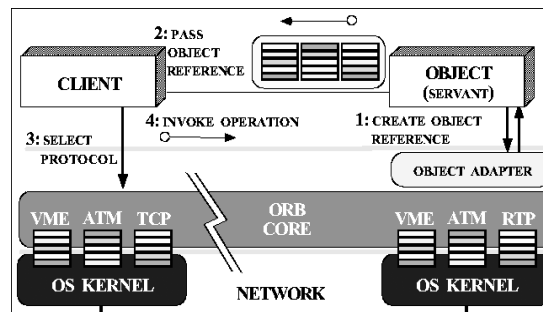 2: PASS
OBJECT
REFERENCE
CLIENT
OBJECT
(SERVANT)
4: INVOKE OPERATION
1: CREATE OBJECT
REFERENCE
3: SELECT
PROTOCOL
OBJECT ADAPTER
ORB
CORE
VME ATM TCP
VME ATM RTP
OS KERNEL
OS KERNEL
NETWORK